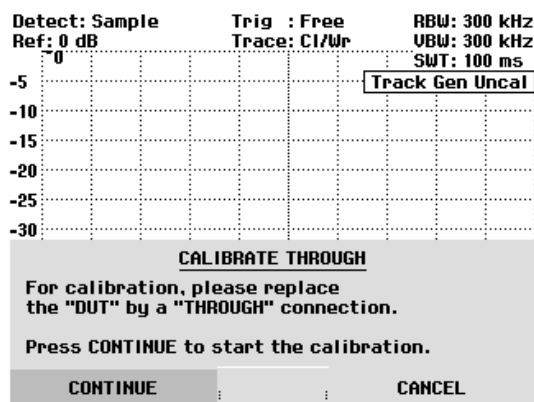 Detect: Sample Trig : Free RBW: 300 kHz
Ref: 0 dB Trace: Cl/Wr VBW: 300 kHz
0 SWT: 100 ms
-5 Track Gen Uncal
-10
-15
-20
-25
-30
CALIBRATE THROUGH
For calibration, please replace
the "DUT" by a "THROUGH" connection.
Press CONTINUE to start the calibration.
CONTINUE CANCEL